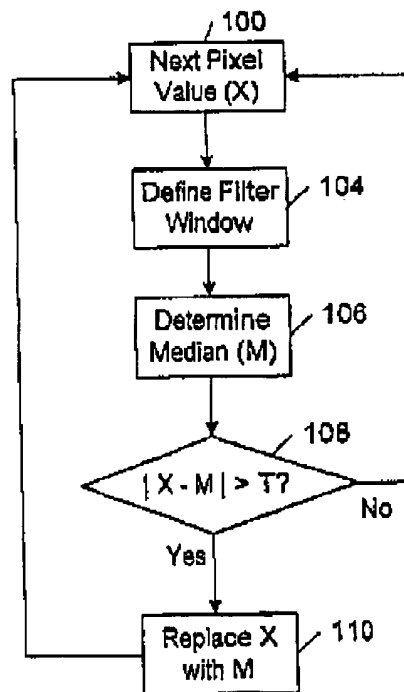 100
Next Pixel
Value (X)
Define Filter
Window
104
Determine
Median (M)
106
108
| X - M | > T?
No
Yes
Replace X
with M
110